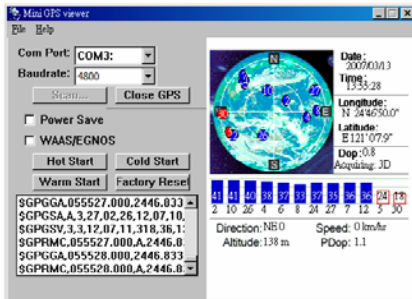 Mini GPS viewer
File Help
Com Port: COM3:
Baudrate: 4800
Scan... Close GPS
Power Save
WAAS/EGNOS
Hot Start Cold Start
Warm Start Factory Reset
$GPGGA,055527.000,2446.833
$GPGSA,A,3,27,02,26,12,07,10,
$GPGSV,3,3,12,07,11,318,36,1
$GPRMC,055527.000,A,2446.8
$GPGGA,055528.000,2446.833
$GPRMC,055528.000,A,2446.8
N
W E
S
10 27
2
Date:
2007/03/13
Time:
13:55:28
Longitude:
N 24'46'50.0"
Latitude:
E 121'07'9"
Dop:0.8
Acquiring: 3D
41 41 40 38 37 33 37 35 36 36 24 18
2 10 26 4 8 24 27 7 12 5 30
Direction: NE 0 Speed: 0 km/hr
Altitude: 138 m PDop: 1.1